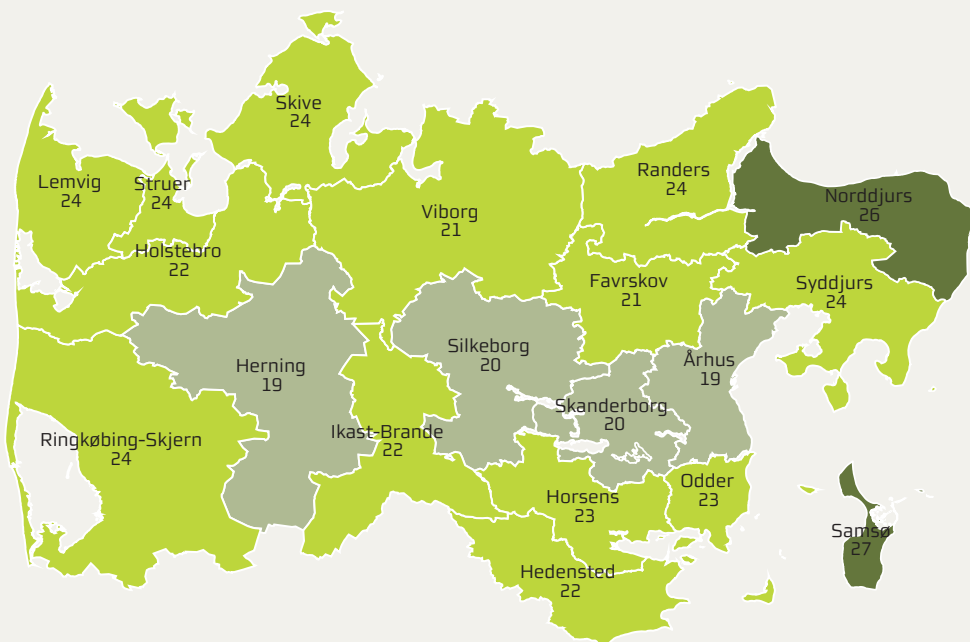 Skive
24
Lemvig
24
Struer
24
Randers
24
Norddjurs
26
Viborg
21
Holstebro
22
Favrskov
21
Syddjurs
24
Silkeborg
20
Århus
19
Herning
19
Skanderborg
20
Ringkøbing-Skjern
24
Ikast-Brande
22
Odder
23
Horsens
23
Samsø
27
Hedensted
22